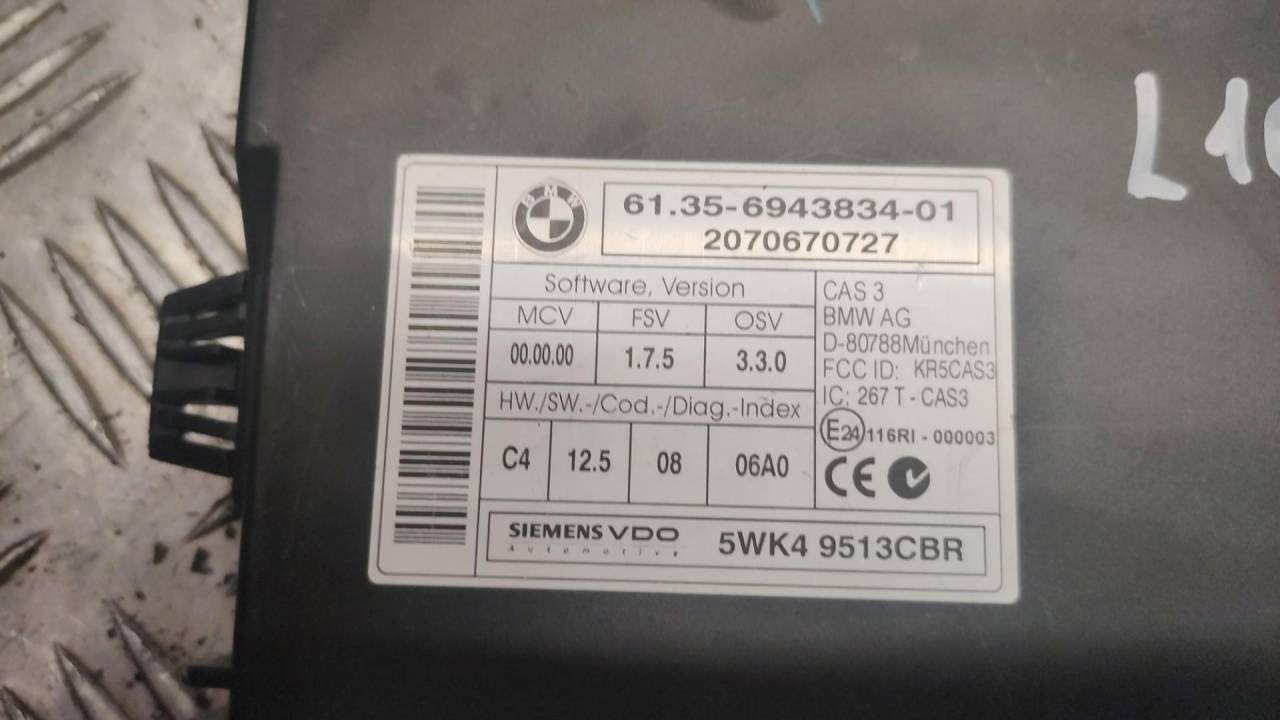 L1
BMW
61.35-6943834-01
2070670727
Software, Version
MCV FSV OSV
00.00.00 1.7.5 3.3.0
HW./SW.-/Cod.-/Diag.-Index
C4 12.5 08 06A0
CAS 3
BMW AG
D-80788München
FCC ID: KR5CAS3
IC: 267 T - CAS3
E24 116RI - 000003
CE
SIEMENS VDO
Automotive
5WK4 9513CBR